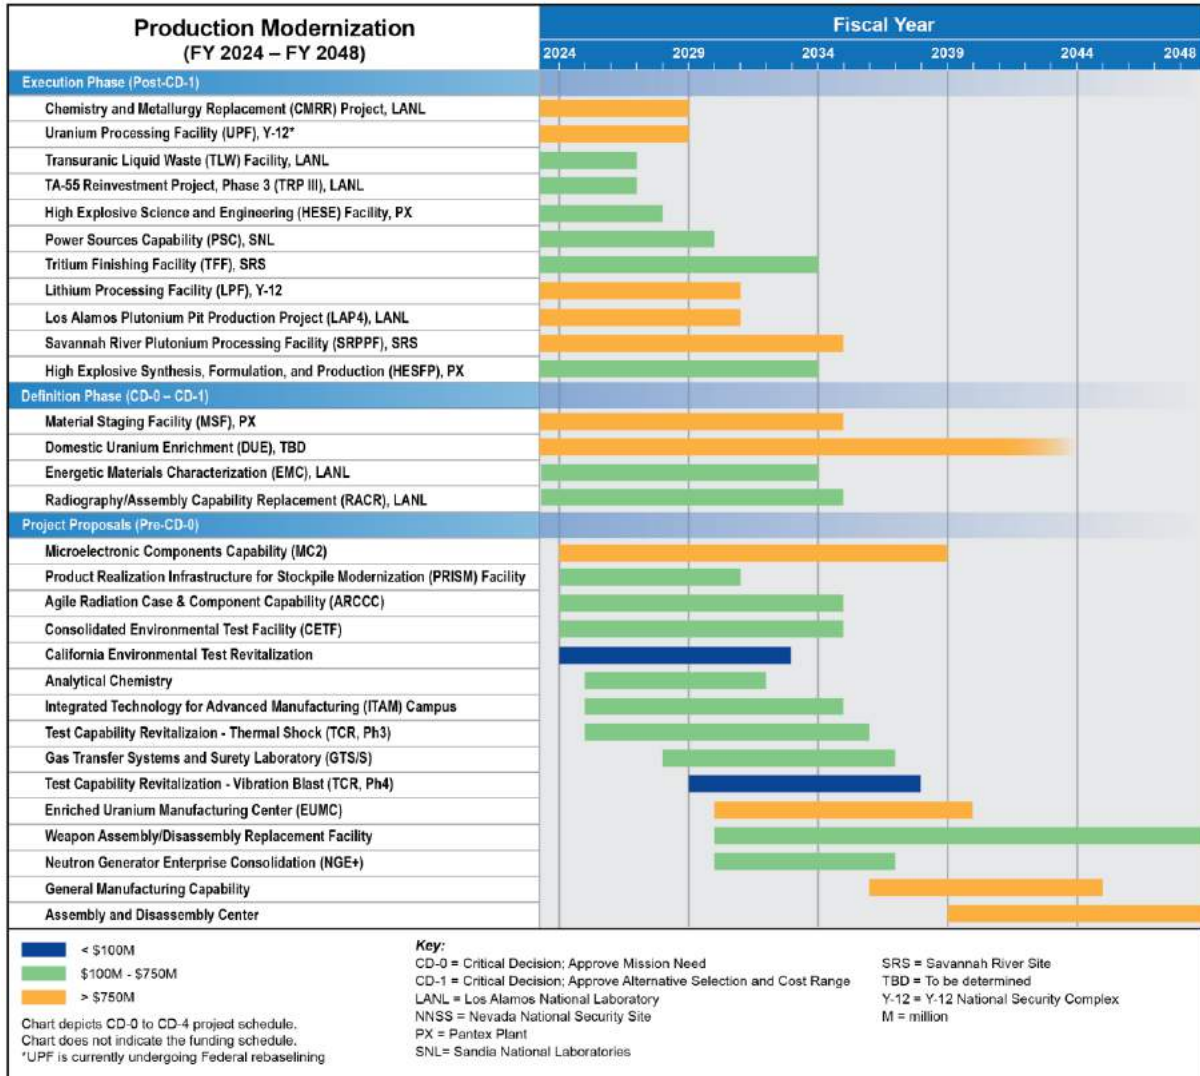 Production Modernization
(FY 2024 – FY 2048)
Fiscal Year
2024 2029 2034 2039 2044 2048
Execution Phase (Post-CD-1)
Chemistry and Metallurgy Replacement (CMRR) Project, LANL
Uranium Processing Facility (UPF), Y-12*
Transuranic Liquid Waste (TLW) Facility, LANL
TA-55 Reinvestment Project, Phase 3 (TRP III), LANL
High Explosive Science and Engineering (HESE) Facility, PX
Power Sources Capability (PSC), SNL
Tritium Finishing Facility (TFF), SRS
Lithium Processing Facility (LPF), Y-12
Los Alamos Plutonium Pit Production Project (LAP4), LANL
Savannah River Plutonium Processing Facility (SRPPF), SRS
High Explosive Synthesis, Formulation, and Production (HESFP), PX
Definition Phase (CD-0 – CD-1)
Material Staging Facility (MSF), PX
Domestic Uranium Enrichment (DUE), TBD
Energetic Materials Characterization (EMC), LANL
Radiography/Assembly Capability Replacement (RACR), LANL
Project Proposals (Pre-CD-0)
Microelectronic Components Capability (MC2)
Product Realization Infrastructure for Stockpile Modernization (PRISM) Facility
Agile Radiation Case & Component Capability (ARCCC)
Consolidated Environmental Test Facility (CETF)
California Environmental Test Revitalization
Analytical Chemistry
Integrated Technology for Advanced Manufacturing (ITAM) Campus
Test Capability Revitalizaion - Thermal Shock (TCR, Ph3)
Gas Transfer Systems and Surety Laboratory (GTS/S)
Test Capability Revitalization - Vibration Blast (TCR, Ph4)
Enriched Uranium Manufacturing Center (EUMC)
Weapon Assembly/Disassembly Replacement Facility
Neutron Generator Enterprise Consolidation (NGE+)
General Manufacturing Capability
Assembly and Disassembly Center
< $100M
$100M - $750M
> $750M
Chart depicts CD-0 to CD-4 project schedule.
Chart does not indicate the funding schedule.
*UPF is currently undergoing Federal rebaselining
Key:
CD-0 = Critical Decision; Approve Mission Need
CD-1 = Critical Decision; Approve Alternative Selection and Cost Range
LANL = Los Alamos National Laboratory
NNSS = Nevada National Security Site
PX = Pantex Plant
SNL= Sandia National Laboratories
SRS = Savannah River Site
TBD = To be determined
Y-12 = Y-12 National Security Complex
M = million